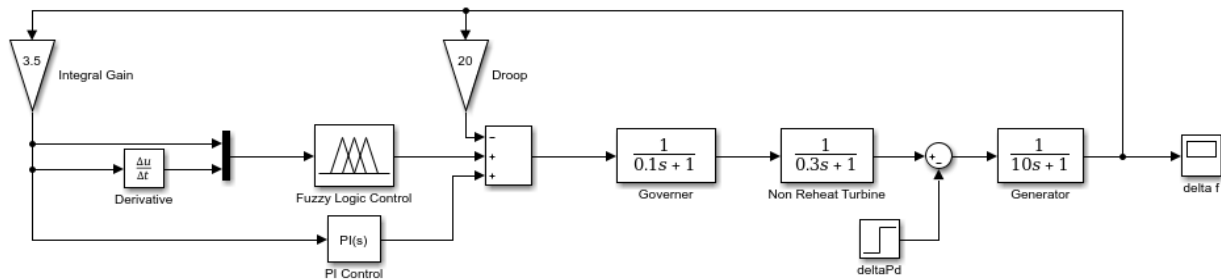 3.5
Integral Gain
20
Droop
Δu
Δt
Derivative
Fuzzy Logic Control
PI(s)
PI Control
−
+
+
1
0.1s + 1
Governer
1
0.3s + 1
Non Reheat Turbine
+
−
deltaPd
1
10s + 1
Generator
delta f